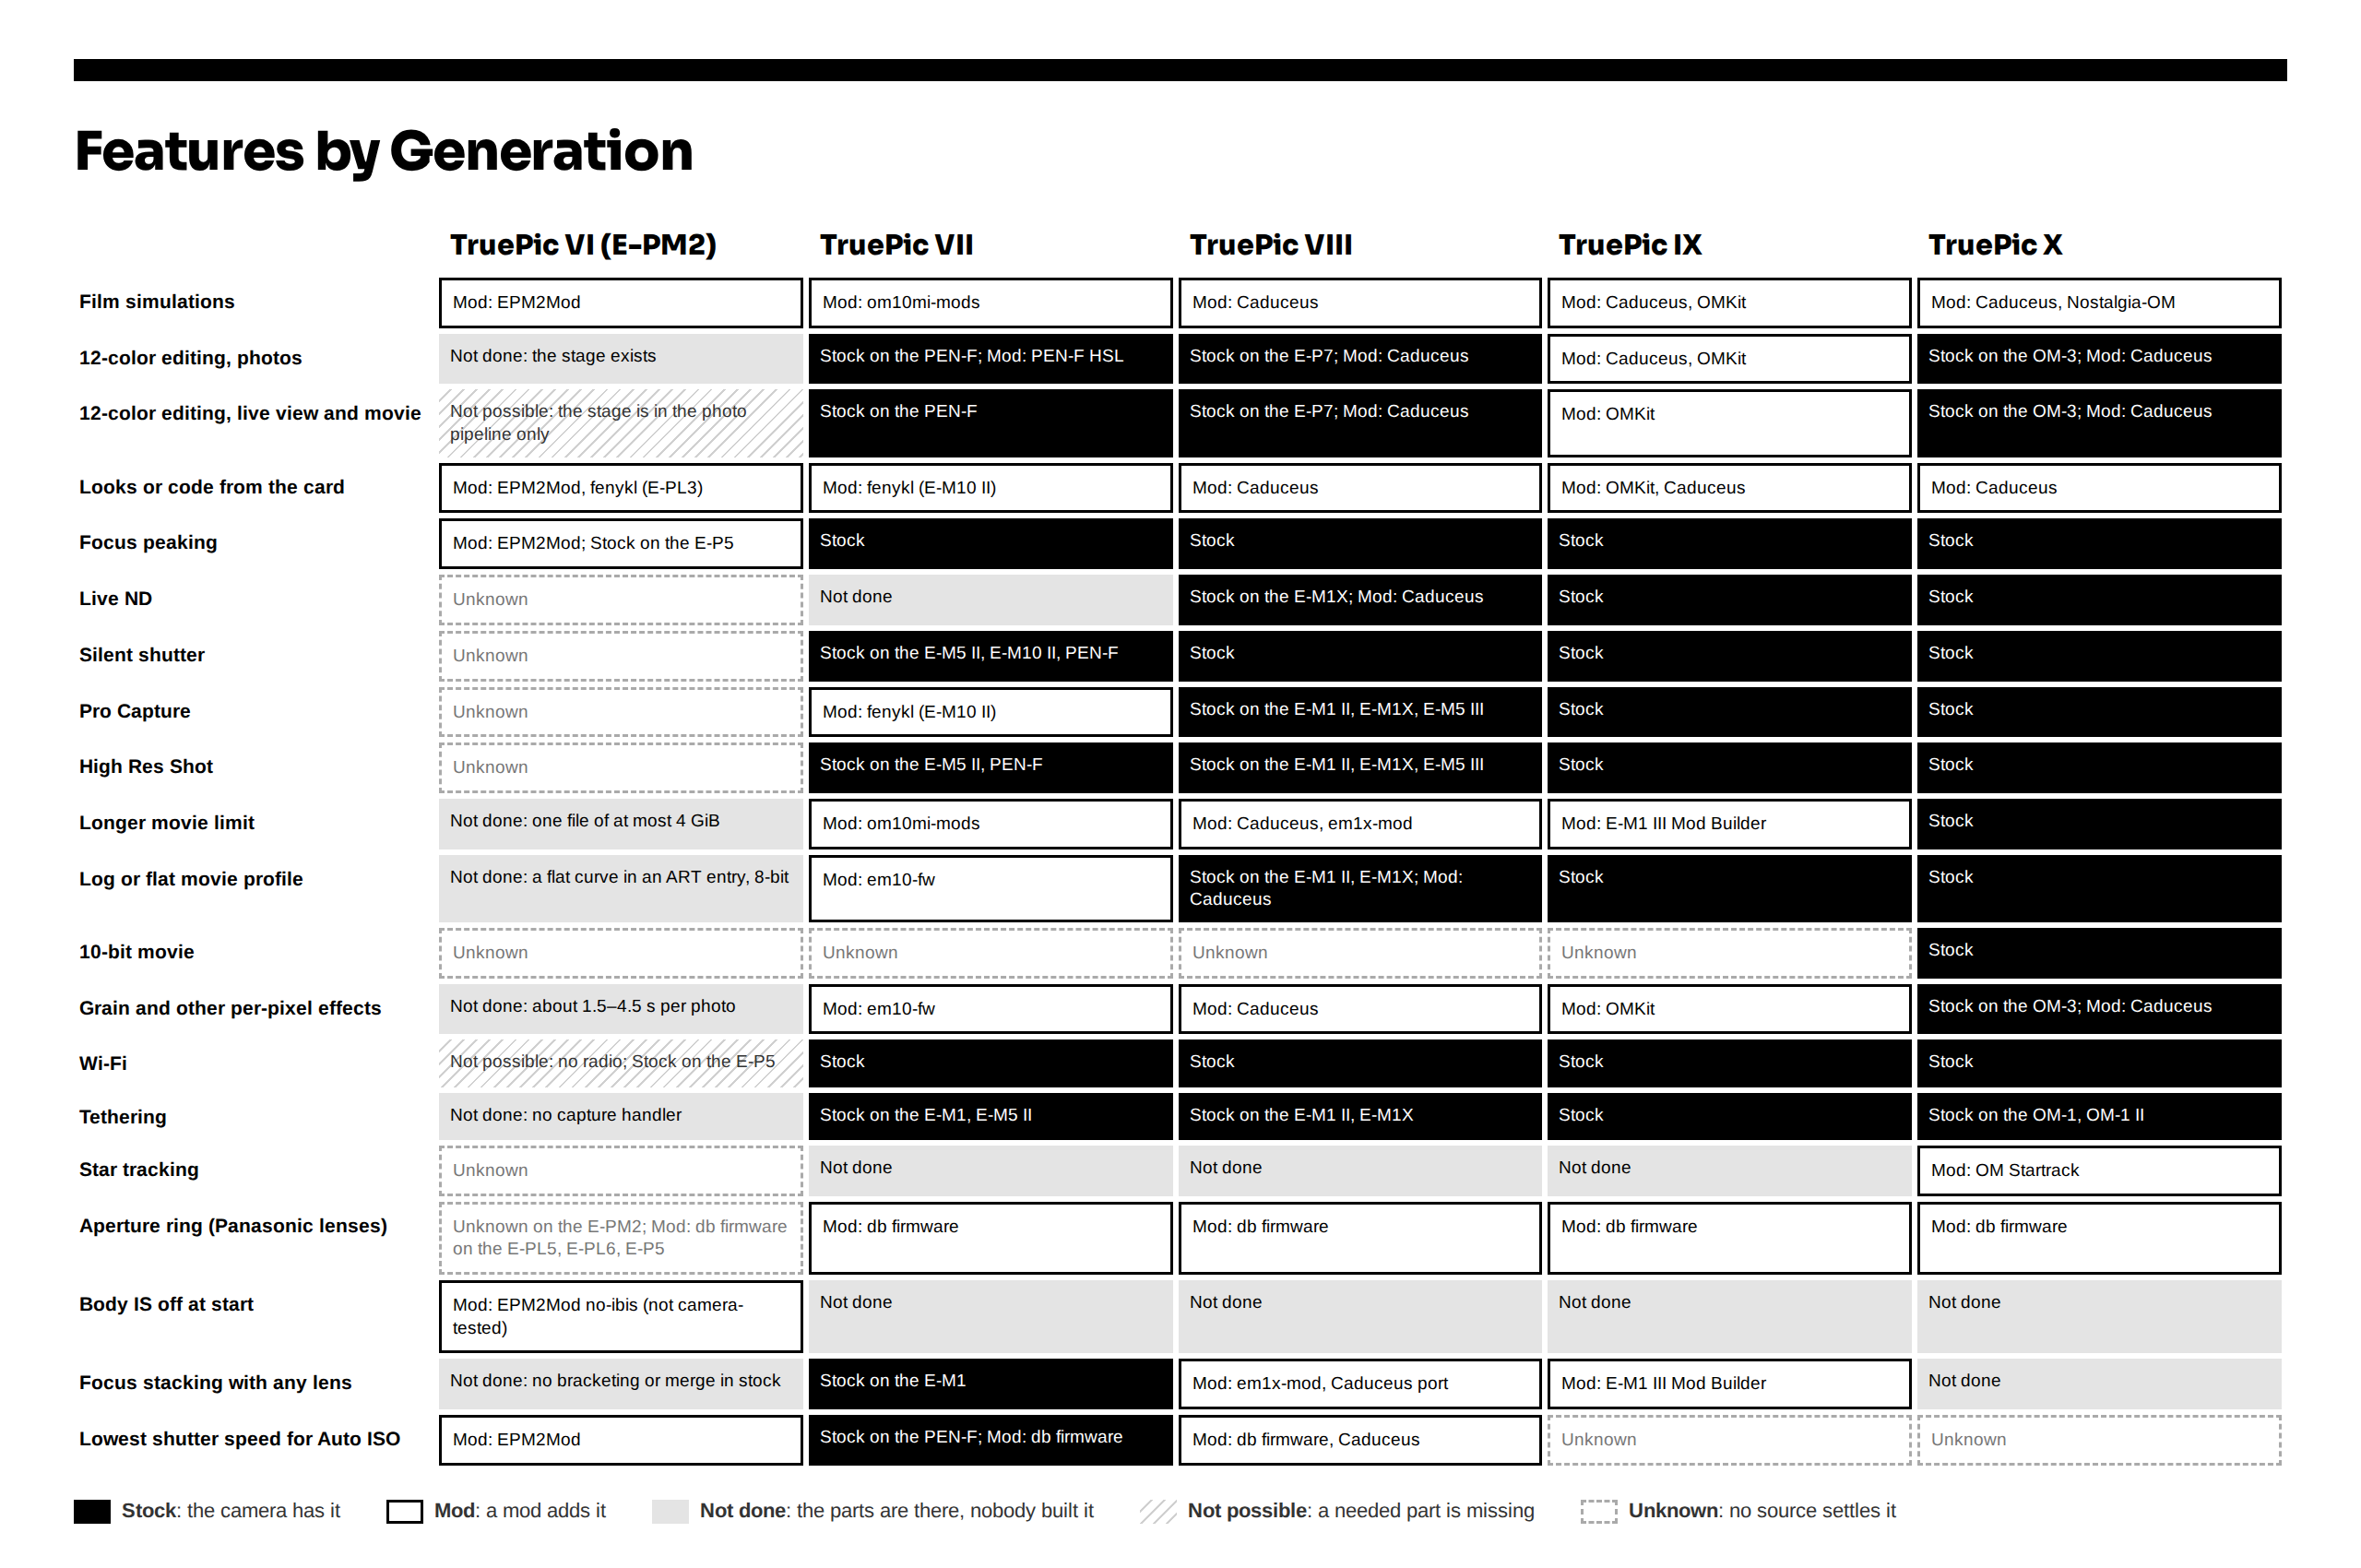 Features by Generation
TruePic VI (E-PM2)
TruePic VII
TruePic VIII
TruePic IX
TruePic X
Film simulations
Mod: EPM2Mod
Mod: om10mi-mods
Mod: Caduceus
Mod: Caduceus, OMKit
Mod: Caduceus, Nostalgia-OM
12-color editing, photos
Not done: the stage exists
Stock on the PEN-F; Mod: PEN-F HSL
Stock on the E-P7; Mod: Caduceus
Mod: Caduceus, OMKit
Stock on the OM-3; Mod: Caduceus
12-color editing, live view and movie
Not possible: the stage is in the photo
pipeline only
Stock on the PEN-F
Stock on the E-P7; Mod: Caduceus
Mod: OMKit
Stock on the OM-3; Mod: Caduceus
Looks or code from the card
Mod: EPM2Mod, fenykl (E-PL3)
Mod: fenykl (E-M10 II)
Mod: Caduceus
Mod: OMKit, Caduceus
Mod: Caduceus
Focus peaking
Mod: EPM2Mod; Stock on the E-P5
Stock
Stock
Stock
Stock
Live ND
Unknown
Not done
Stock on the E-M1X; Mod: Caduceus
Stock
Stock
Silent shutter
Unknown
Stock on the E-M5 II, E-M10 II, PEN-F
Stock
Stock
Stock
Pro Capture
Unknown
Mod: fenykl (E-M10 II)
Stock on the E-M1 II, E-M1X, E-M5 III
Stock
Stock
High Res Shot
Unknown
Stock on the E-M5 II, PEN-F
Stock on the E-M1 II, E-M1X, E-M5 III
Stock
Stock
Longer movie limit
Not done: one file of at most 4 GiB
Mod: om10mi-mods
Mod: Caduceus, em1x-mod
Mod: E-M1 III Mod Builder
Stock
Log or flat movie profile
Not done: a flat curve in an ART entry, 8-bit
Mod: em10-fw
Stock on the E-M1 II, E-M1X; Mod:
Caduceus
Stock
Stock
10-bit movie
Unknown
Unknown
Unknown
Unknown
Stock
Grain and other per-pixel effects
Not done: about 1.5–4.5 s per photo
Mod: em10-fw
Mod: Caduceus
Mod: OMKit
Stock on the OM-3; Mod: Caduceus
Wi-Fi
Not possible: no radio; Stock on the E-P5
Stock
Stock
Stock
Stock
Tethering
Not done: no capture handler
Stock on the E-M1, E-M5 II
Stock on the E-M1 II, E-M1X
Stock
Stock on the OM-1, OM-1 II
Star tracking
Unknown
Not done
Not done
Not done
Mod: OM Startrack
Aperture ring (Panasonic lenses)
Unknown on the E-PM2; Mod: db firmware
on the E-PL5, E-PL6, E-P5
Mod: db firmware
Mod: db firmware
Mod: db firmware
Mod: db firmware
Body IS off at start
Mod: EPM2Mod no-ibis (not camera-
tested)
Not done
Not done
Not done
Not done
Focus stacking with any lens
Not done: no bracketing or merge in stock
Stock on the E-M1
Mod: em1x-mod, Caduceus port
Mod: E-M1 III Mod Builder
Not done
Lowest shutter speed for Auto ISO
Mod: EPM2Mod
Stock on the PEN-F; Mod: db firmware
Mod: db firmware, Caduceus
Unknown
Unknown
Stock: the camera has it
Mod: a mod adds it
Not done: the parts are there, nobody built it
Not possible: a needed part is missing
Unknown: no source settles it